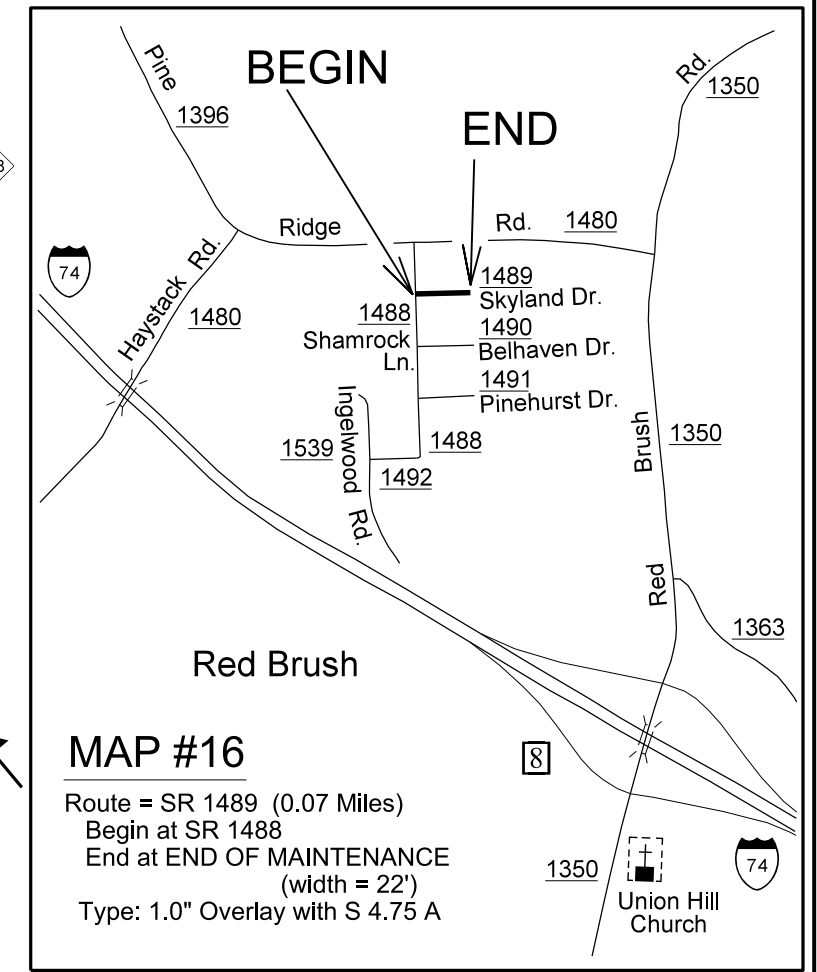 BEGIN
END
Pine
1396
Rd.
1350
Ridge
Rd.
1480
74
Haystack Rd.
1480
1489
Skyland Dr.
1488
Shamrock
Ln.
1490
Belhaven Dr.
1491
Pinehurst Dr.
Ingelwood Rd.
1539
1488
1492
Brush
1350
Red
1363
Red Brush
8
MAP #16
Route = SR 1489 (0.07 Miles)
Begin at SR 1488
End at END OF MAINTENANCE
(width = 22')
Type: 1.0" Overlay with S 4.75 A
1350
Union Hill
Church
74